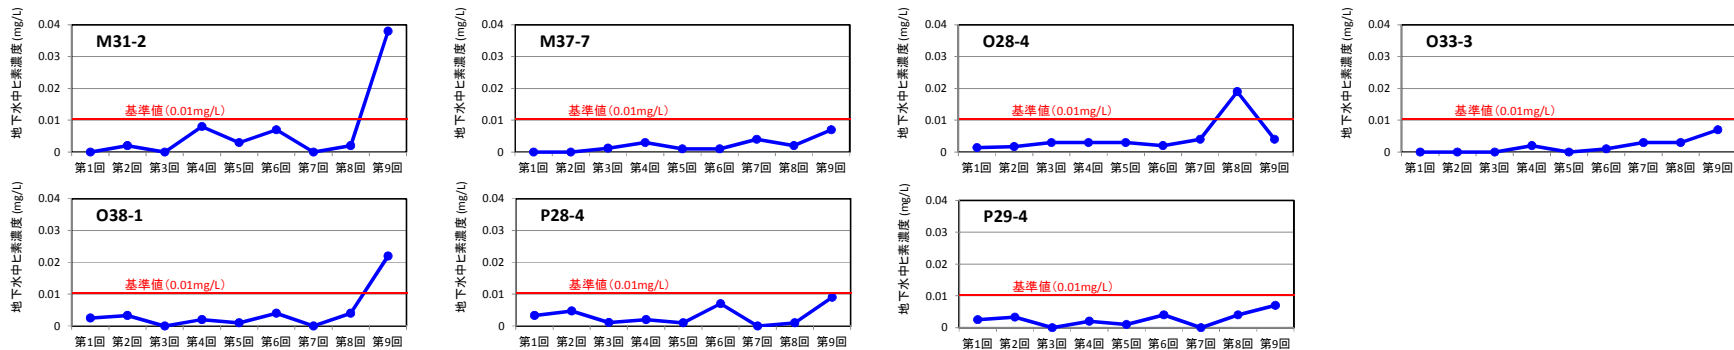 地下水中ヒ素濃度 (mg/L)
0.04
0.03
0.02
0.01
0
M31-2
基準値(0.01mg/L)
第1回 第2回 第3回 第4回 第5回 第6回 第7回 第8回 第9回
地下水中ヒ素濃度 (mg/L)
0.04
0.03
0.02
0.01
0
M37-7
基準値(0.01mg/L)
第1回 第2回 第3回 第4回 第5回 第6回 第7回 第8回 第9回
地下水中ヒ素濃度 (mg/L)
0.04
0.03
0.02
0.01
0
O28-4
基準値(0.01mg/L)
第1回 第2回 第3回 第4回 第5回 第6回 第7回 第8回 第9回
地下水中ヒ素濃度 (mg/L)
0.04
0.03
0.02
0.01
0
O33-3
基準値(0.01mg/L)
第1回 第2回 第3回 第4回 第5回 第6回 第7回 第8回 第9回
地下水中ヒ素濃度 (mg/L)
0.04
0.03
0.02
0.01
0
O38-1
基準値(0.01mg/L)
第1回 第2回 第3回 第4回 第5回 第6回 第7回 第8回 第9回
地下水中ヒ素濃度 (mg/L)
0.04
0.03
0.02
0.01
0
P28-4
基準値(0.01mg/L)
第1回 第2回 第3回 第4回 第5回 第6回 第7回 第8回 第9回
地下水中ヒ素濃度 (mg/L)
0.04
0.03
0.02
0.01
0
P29-4
基準値(0.01mg/L)
第1回 第2回 第3回 第4回 第5回 第6回 第7回 第8回 第9回